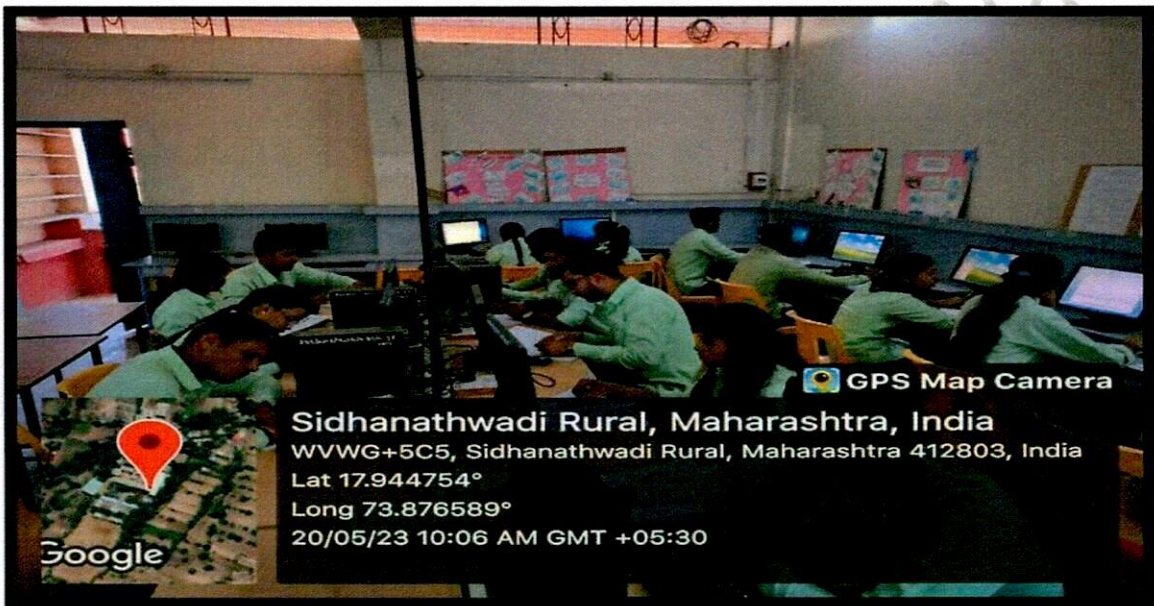 GPS Map Camera
Sidhanathwadi Rural, Maharashtra, India
WVWG+5C5, Sidhanathwadi Rural, Maharashtra 412803, India
Lat 17.944754°
Long 73.876589°
20/05/23 10:06 AM GMT +05:30
Google